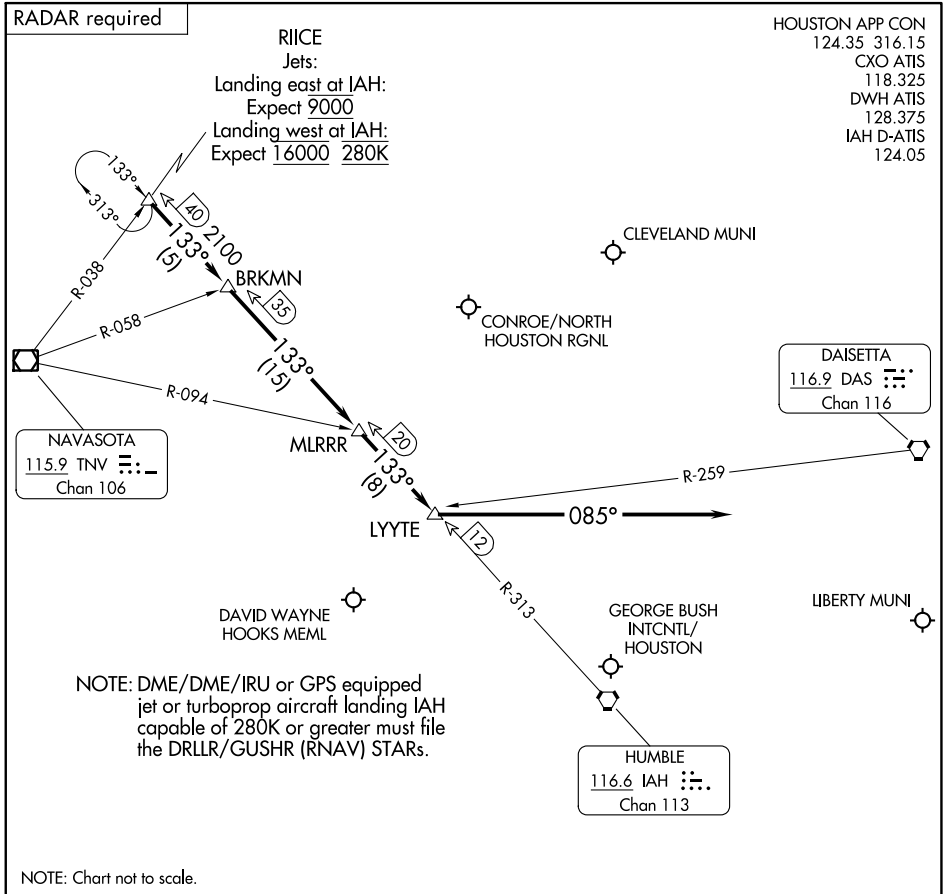 RADAR required
HOUSTON APP CON
124.35 316.15
CXO ATIS
118.325
DWH ATIS
128.375
IAH D-ATIS
124.05
RIICE
Jets:
Landing east at IAH:
Expect 9000
Landing west at IAH:
Expect 16000 280K
133°
313°
40
2100
133°
(5)
R-038
BRKMN
35
R-058
133°
(15)
R-094
MLRRR
20
133°
(8)
LYYTE
12
085°
R-259
R-313
CLEVELAND MUNI
CONROE/NORTH
HOUSTON RGNL
DAISETTA
116.9 DAS
Chan 116
NAVASOTA
115.9 TNV
Chan 106
DAVID WAYNE
HOOKS MEML
GEORGE BUSH
INTCNTL/
HOUSTON
LIBERTY MUNI
NOTE: DME/DME/IRU or GPS equipped
jet or turboprop aircraft landing IAH
capable of 280K or greater must file
the DRLLR/GUSHR (RNAV) STARs.
HUMBLE
116.6 IAH
Chan 113
NOTE: Chart not to scale.